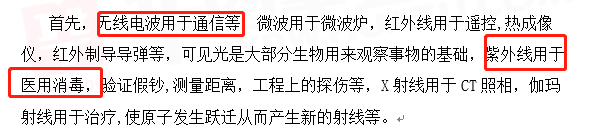 首先，无线电波用于通信等 微波用于微波炉，红外线用于遥控,热成像
仪，红外制导导弹等，可见光是大部分生物用来观察事物的基础，紫外线用于
医用消毒，验证假钞,测量距离，工程上的探伤等，X 射线用于 CT 照相，伽玛
射线用于治疗,使原子发生跃迁从而产生新的射线等。